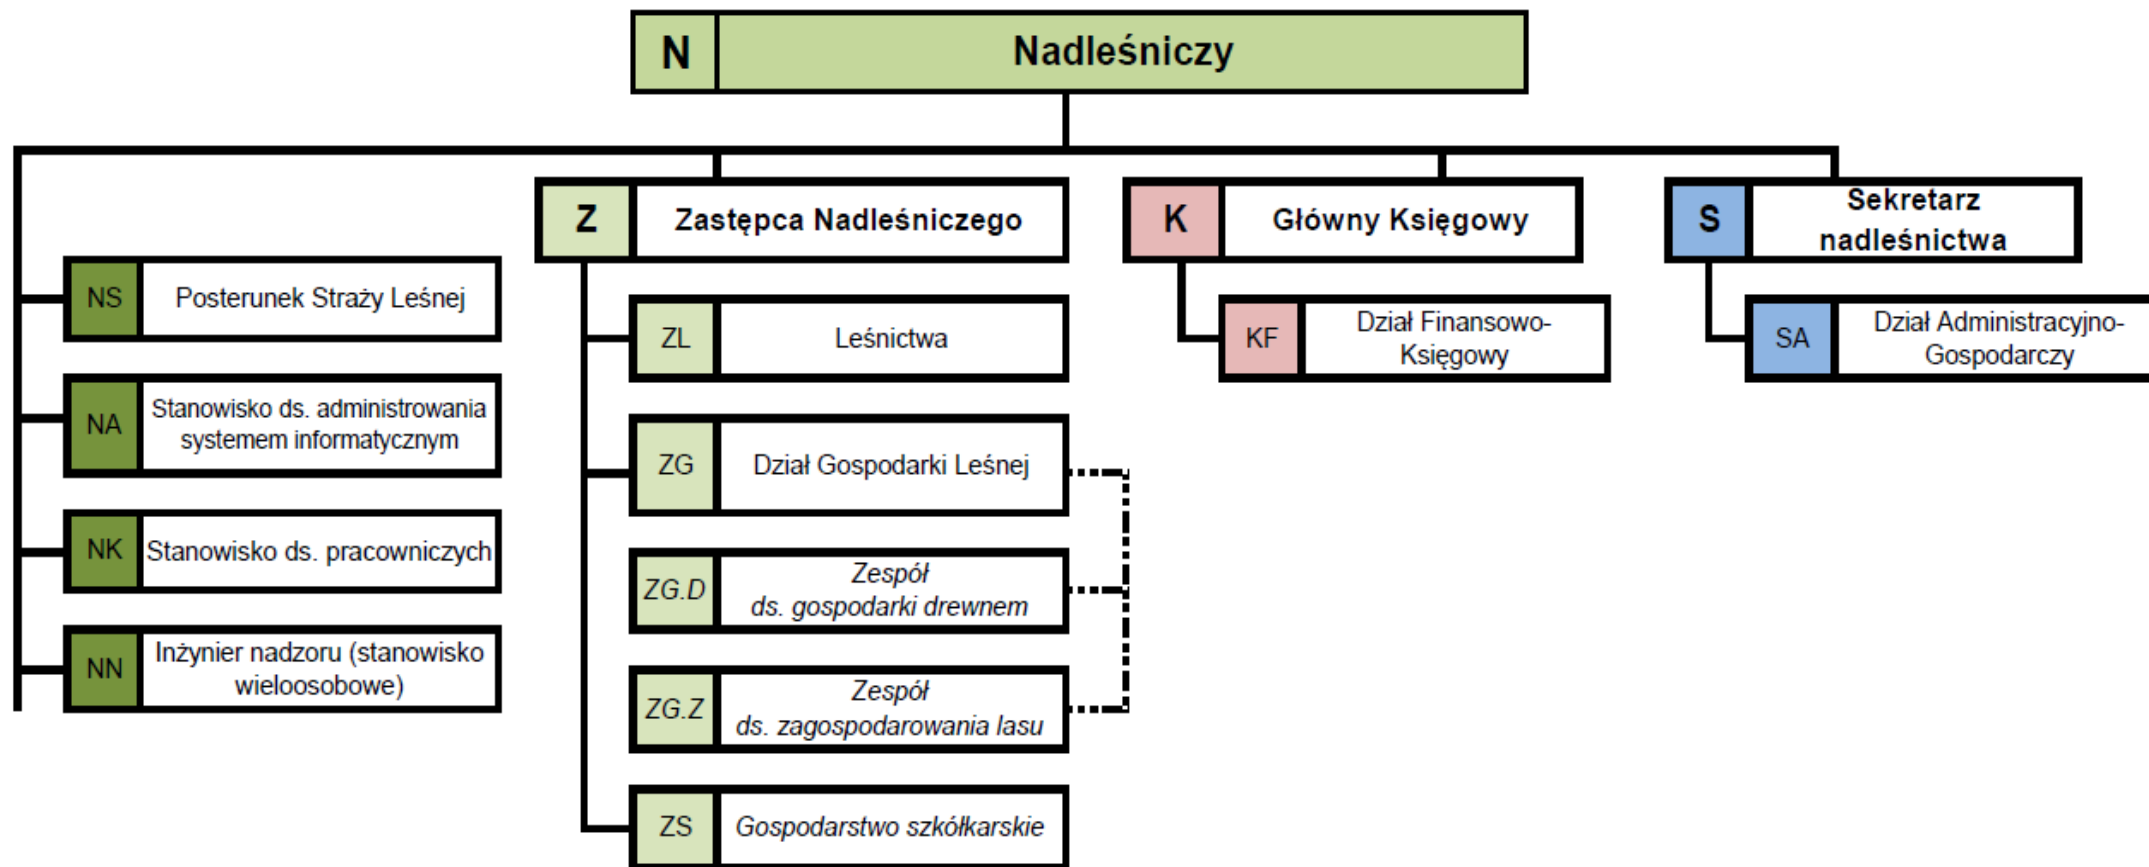 N Nadleśniczy
Z Zastępca Nadleśniczego
K Główny Księgowy
S Sekretarz
nadleśnictwa
NS Posterunek Straży Leśnej
NA Stanowisko ds. administrowania
systemem informatycznym
NK Stanowisko ds. pracowniczych
NN Inżynier nadzoru (stanowisko
wieloosobowe)
ZL Leśnictwa
ZG Dział Gospodarki Leśnej
ZG.D Zespół
ds. gospodarki drewnem
ZG.Z Zespół
ds. zagospodarowania lasu
ZS Gospodarstwo szkółkarskie
KF Dział Finansowo-
Księgowy
SA Dział Administracyjno-
Gospodarczy